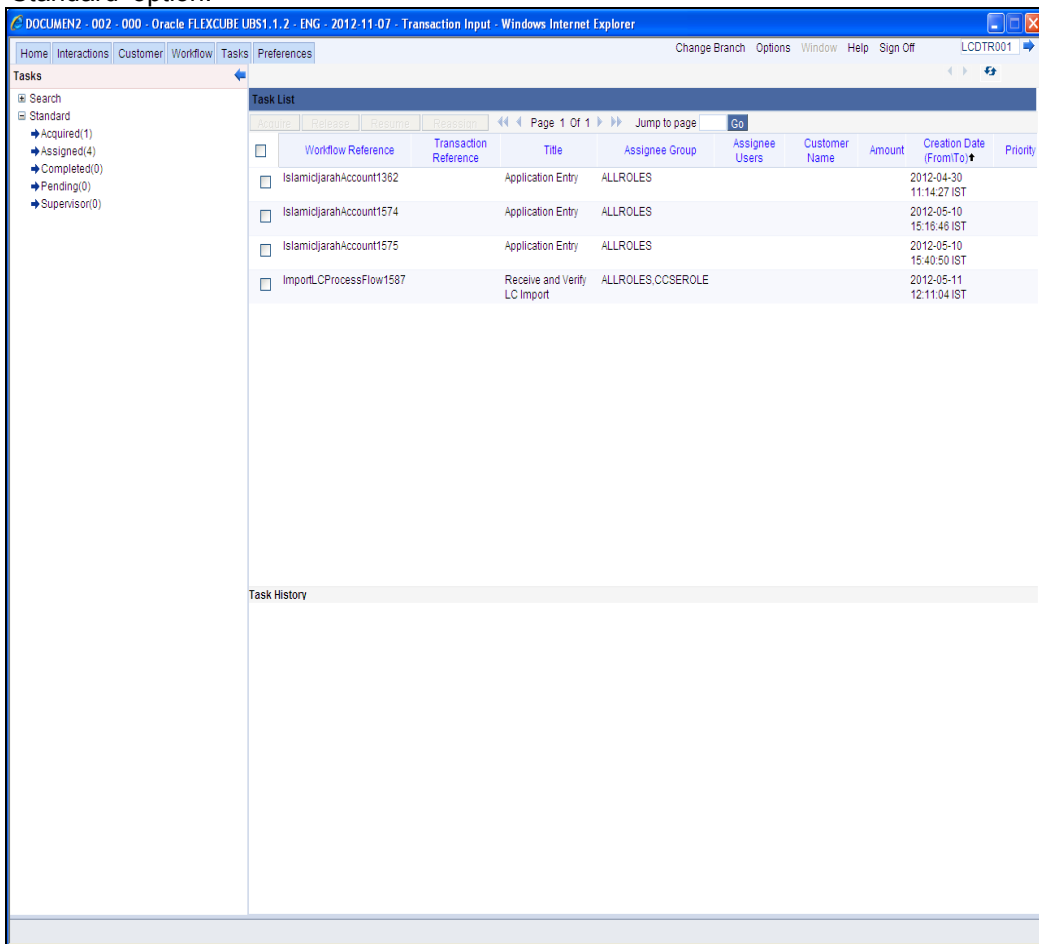 "Standard" option.
DOCUMEN2 - 002 - 000 - Oracle FLEXCUBE UBS1.1.2 - ENG - 2012-11-07 - Transaction Input - Windows Internet Explorer
Home Interactions Customer Workflow Tasks Preferences Change Branch Options Window Help Sign Off LCDTR001
Tasks
Search
Standard
Acquired(1)
Assigned(4)
Completed(0)
Pending(0)
Supervisor(0)
Task List
Acquire Release Resume Reassign Page 1 Of 1 Jump to page Go
Workflow Reference Transaction Reference Title Assignee Group Assignee Users Customer Name Amount Creation Date (From\To) Priority
IslamicIjarahAccount1362 Application Entry ALLROLES 2012-04-30
11:14:27 IST
IslamicIjarahAccount1574 Application Entry ALLROLES 2012-05-10
15:16:46 IST
IslamicIjarahAccount1575 Application Entry ALLROLES 2012-05-10
15:40:50 IST
ImportLCProcessFlow1587 Receive and Verify ALLROLES,CCSEROLE 2012-05-11
LC Import 12:11:04 IST
Task History